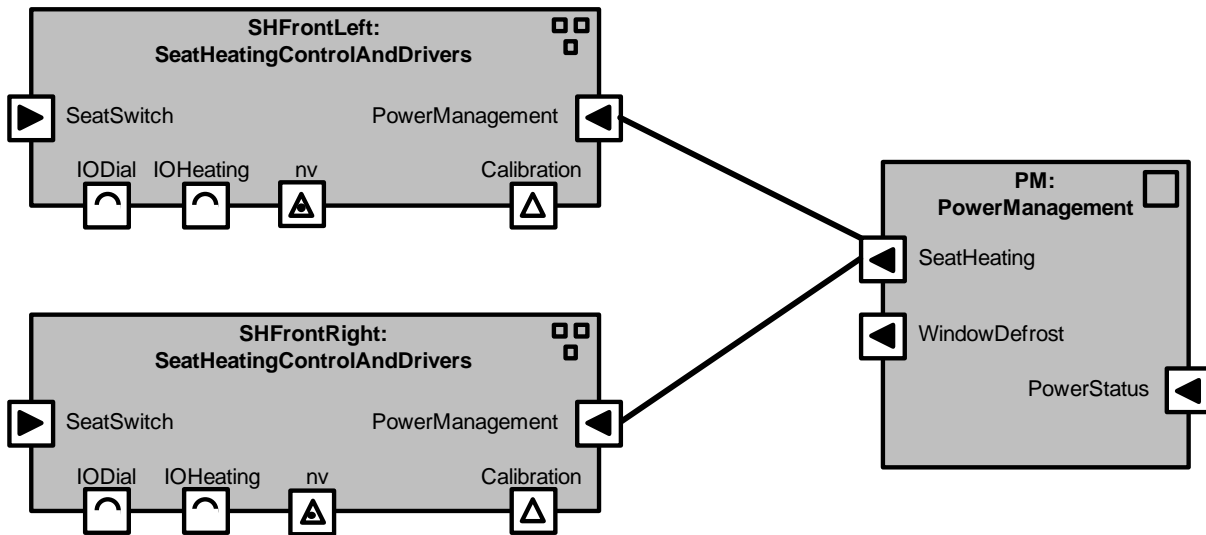 SHFrontLeft:
SeatHeatingControlAndDrivers
SeatSwitch
PowerManagement
IODial
IOHeating
nv
Calibration
PM:
PowerManagement
SeatHeating
WindowDefrost
PowerStatus
SHFrontRight:
SeatHeatingControlAndDrivers
SeatSwitch
PowerManagement
IODial
IOHeating
nv
Calibration